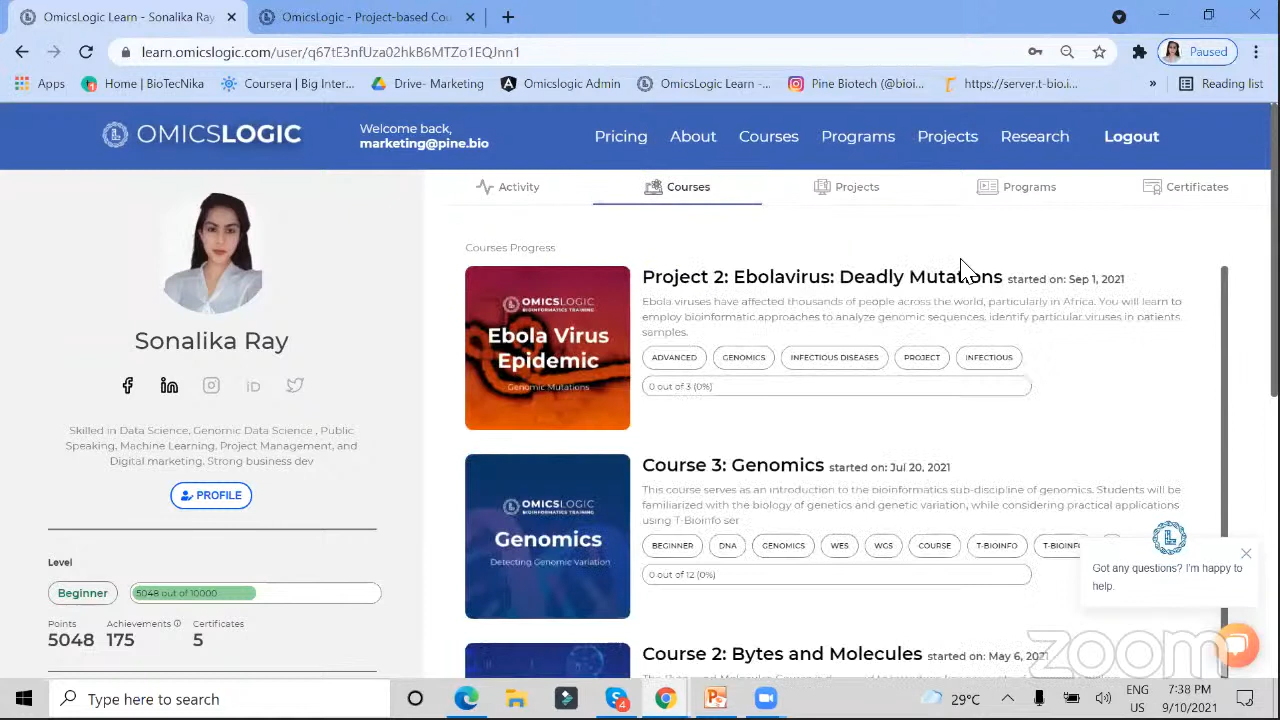 OmicsLogic - Sonalika Ray
OmicsLogic - Project-based Cou
learn.omicslogic.com/user/q67tE3nfUza02hkB6MTZo1EQJnn1
Paused
Apps
Home | BioTecNika
Coursera | Big Inter...
Drive- Marketing
OmicsLogic Admin
OmicsLogic Learn |...
Pine Biotech (@bioi...
https://server.t-bioi...
»
Reading list
OMICSLOGIC
Welcome back,
marketing@pine.bio
Pricing
About
Courses
Programs
Projects
Research
Logout
Activity
Courses
Projects
Programs
Certificates
Sonalika Ray
Skilled in Data Science, Genomic Data Science , Public
Speaking, Machine Learning, Project Management, and
Digital marketing. Strong business dev
PROFILE
Level
Beginner
5048 out of 10000
Points
5048
Achievements
175
Certificates
5
Courses Progress
OMICSLOGIC
BIOINFORMATICS TRAINING
Ebola Virus
Epidemic
Genomic Mutations
Project 2: Ebolavirus: Deadly Mutations started on: Sep 1, 2021
Ebola viruses have affected thousands of people across the world, particularly in Africa. You will learn to
employ bioinformatic approaches to analyze genomic sequences, identify particular viruses in patients
samples.
ADVANCED
GENOMICS
INFECTIOUS DISEASES
PROJECT
INFECTIOUS
0 out of 3 (0%)
OMICSLOGIC
BIOINFORMATICS TRAINING
Genomics
Detecting Genomic Variation
Course 3: Genomics started on: Jul 20, 2021
This course serves as an introduction to the bioinformatics sub-discipline of genomics. Students will be
familiarized with the biology of genetics and genetic variation, while considering practical applications
using T-Bioinfo ser
BEGINNER
DNA
GENOMICS
WES
WGS
COURSE
T-BIOINFO
T-BIOINF
0 out of 12 (0%)
Got any questions? I'm happy to
help.
Course 2: Bytes and Molecules started on: May 6, 2021
zoom
Type here to search
4
29°C
ENG
US
7:38 PM
9/10/2021